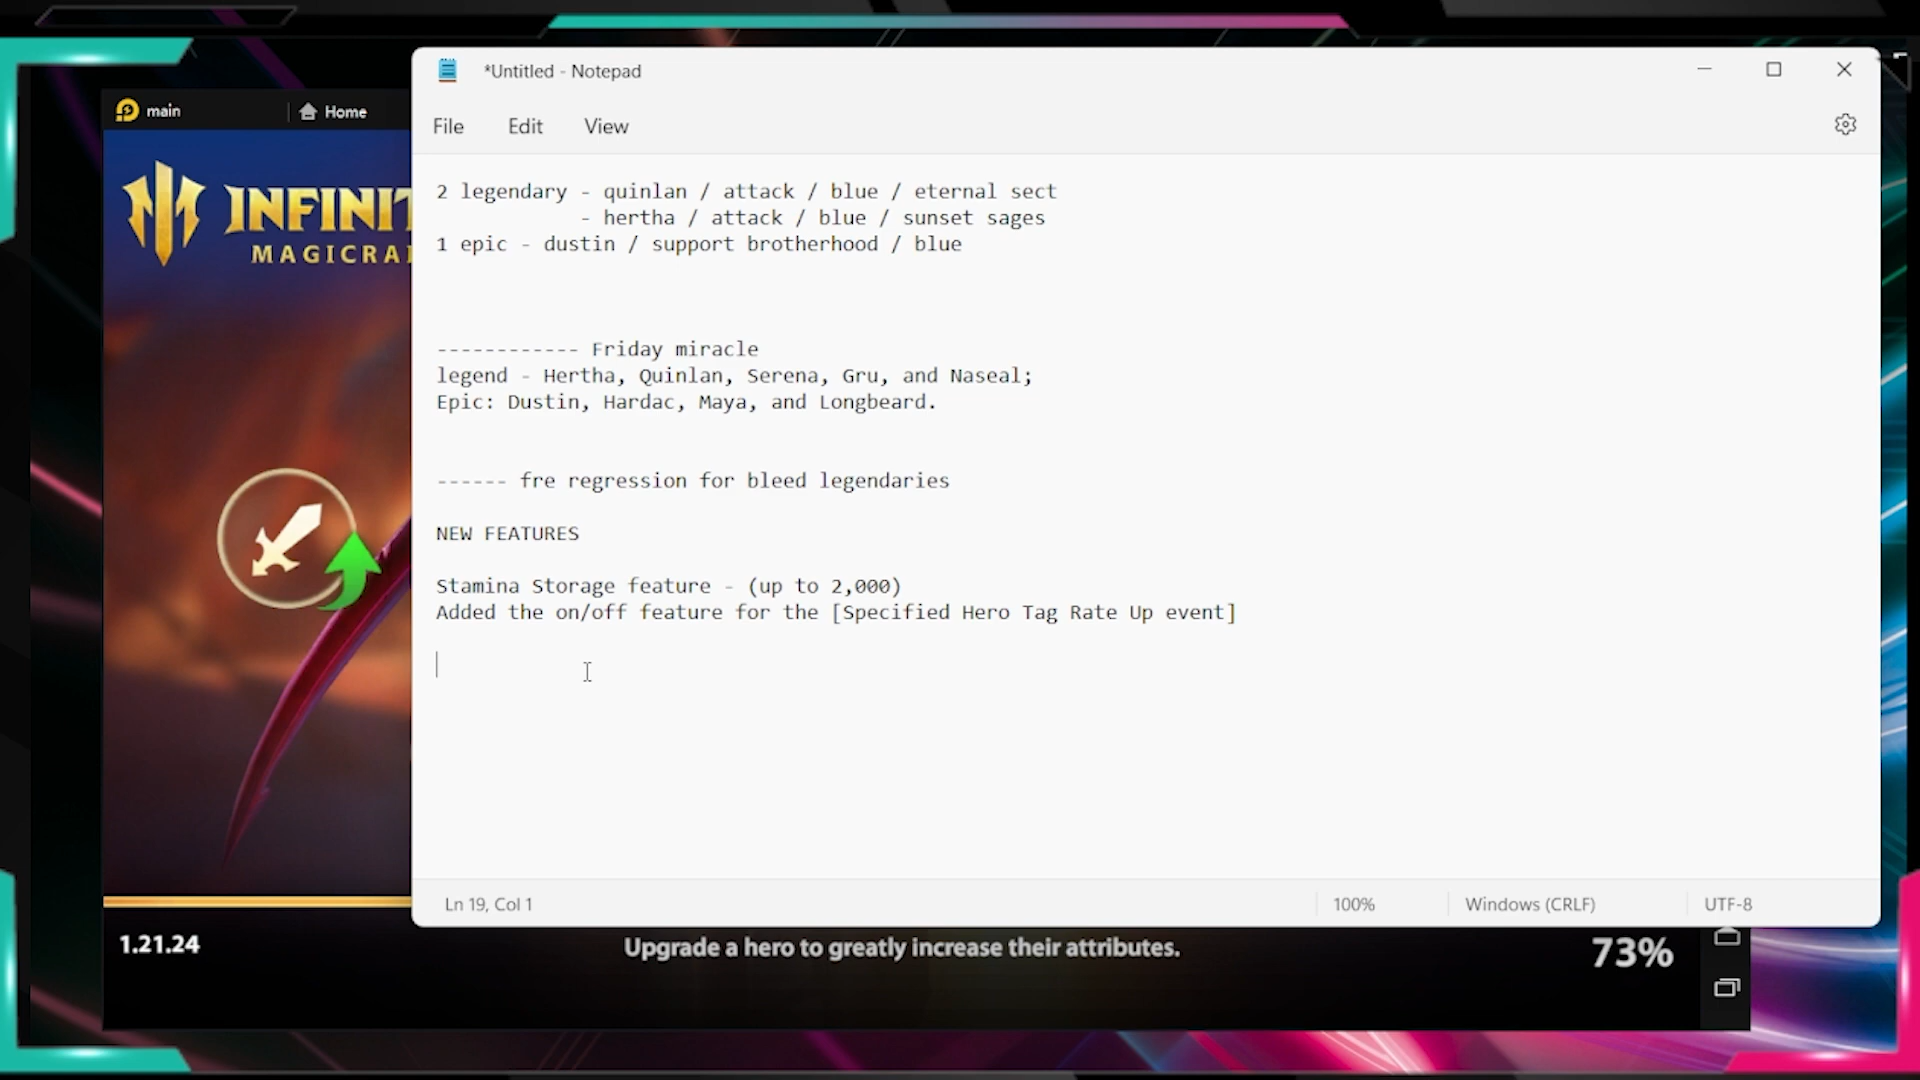 *Untitled - Notepad
main
Home
File Edit View
INFINIT
MAGICRA
2 legendary - quinlan / attack / blue / eternal sect
- hertha / attack / blue / sunset sages
1 epic - dustin / support brotherhood / blue
------------ Friday miracle
legend - Hertha, Quinlan, Serena, Gru, and Naseal;
Epic: Dustin, Hardac, Maya, and Longbeard.
------ fre regression for bleed legendaries
NEW FEATURES
Stamina Storage feature - (up to 2,000)
Added the on/off feature for the [Specified Hero Tag Rate Up event]
Ln 19, Col 1
100%
Windows (CRLF)
UTF-8
1.21.24
Upgrade a hero to greatly increase their attributes.
73%